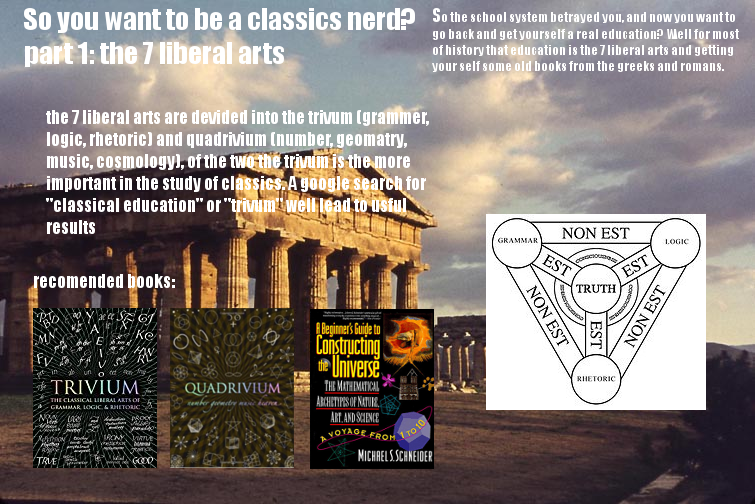 So you want to be a classics nerd?
part 1: the 7 liberal arts
So the school system betrayed you, and now you want to
go back and get yourself a real education? Well for most
of history that education is the 7 liberal arts and getting
your self some old books from the greeks and romans.
the 7 liberal arts are devided into the trivum (grammer,
logic, rhetoric) and quadrivium (number, geomatry,
music, cosmology), of the two the trivum is the more
important in the study of classics. A google search for
"classical education" or "trivum" well lead to usful
results
NON EST
GRAMMAR
LOGIC
EST
EST
TRUTH
NON EST
EST
NON EST
RHETORIC
recomended books:
TRIVIUM
THE CLASSICAL LIBERAL ARTS OF
GRAMMAR, LOGIC, & RHETORIC
TRUE
GOOD
QUADRIVIUM
number geometry music heaven
A Beginner's Guide to
Constructing
the Universe
THE MATHEMATICAL
ARCHETYPES OF NATURE,
ART, AND SCIENCE
A VOYAGE FROM 1 TO 10
MICHAEL S. SCHNEIDER